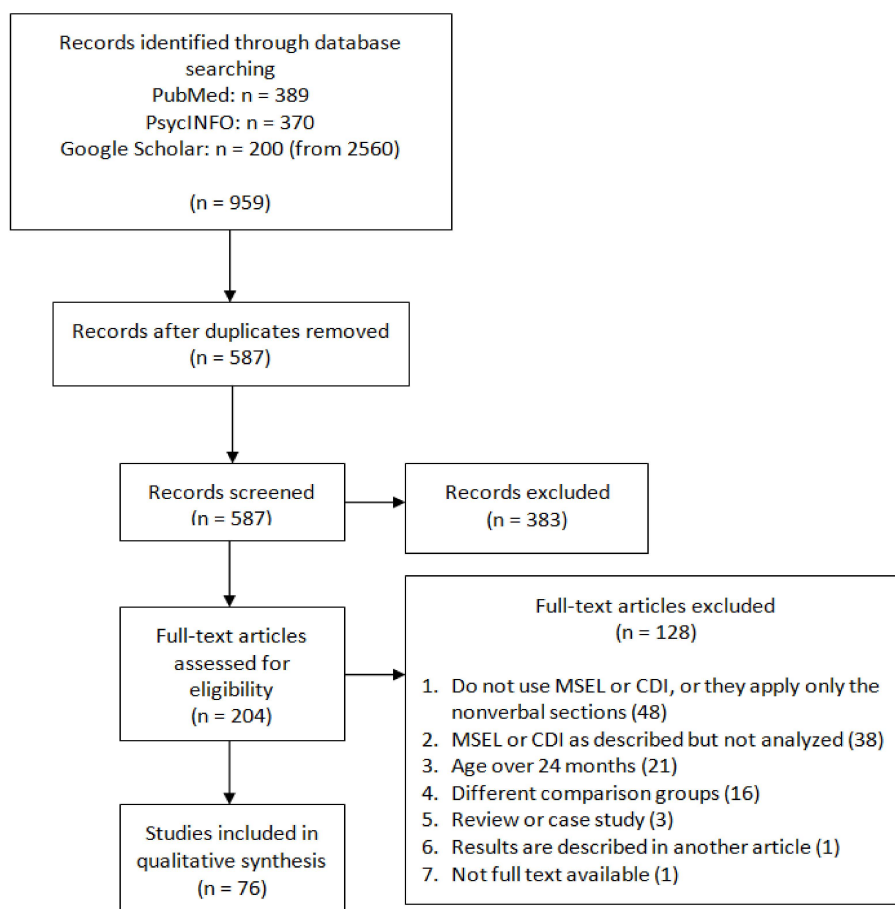 Records identified through database
searching
PubMed: n = 389
PsycINFO: n = 370
Google Scholar: n = 200 (from 2560)
(n = 959)
Records after duplicates removed
(n = 587)
Records screened
(n = 587)
Records excluded
(n = 383)
Full-text articles
assessed for
eligibility
(n = 204)
Full-text articles excluded
(n = 128)
1. Do not use MSEL or CDI, or they apply only the
nonverbal sections (48)
2. MSEL or CDI as described but not analyzed (38)
3. Age over 24 months (21)
4. Different comparison groups (16)
5. Review or case study (3)
6. Results are described in another article (1)
7. Not full text available (1)
Studies included in
qualitative synthesis
(n = 76)